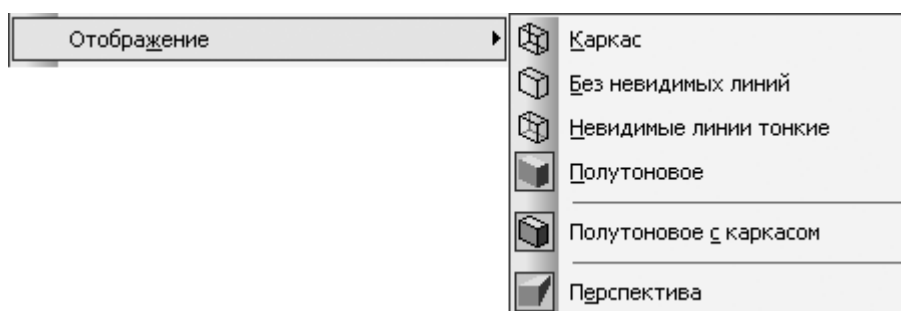 Отображение
Каркас
Без невидимых линий
Невидимые линии тонкие
Полутоновое
Полутоновое с каркасом
Перспектива